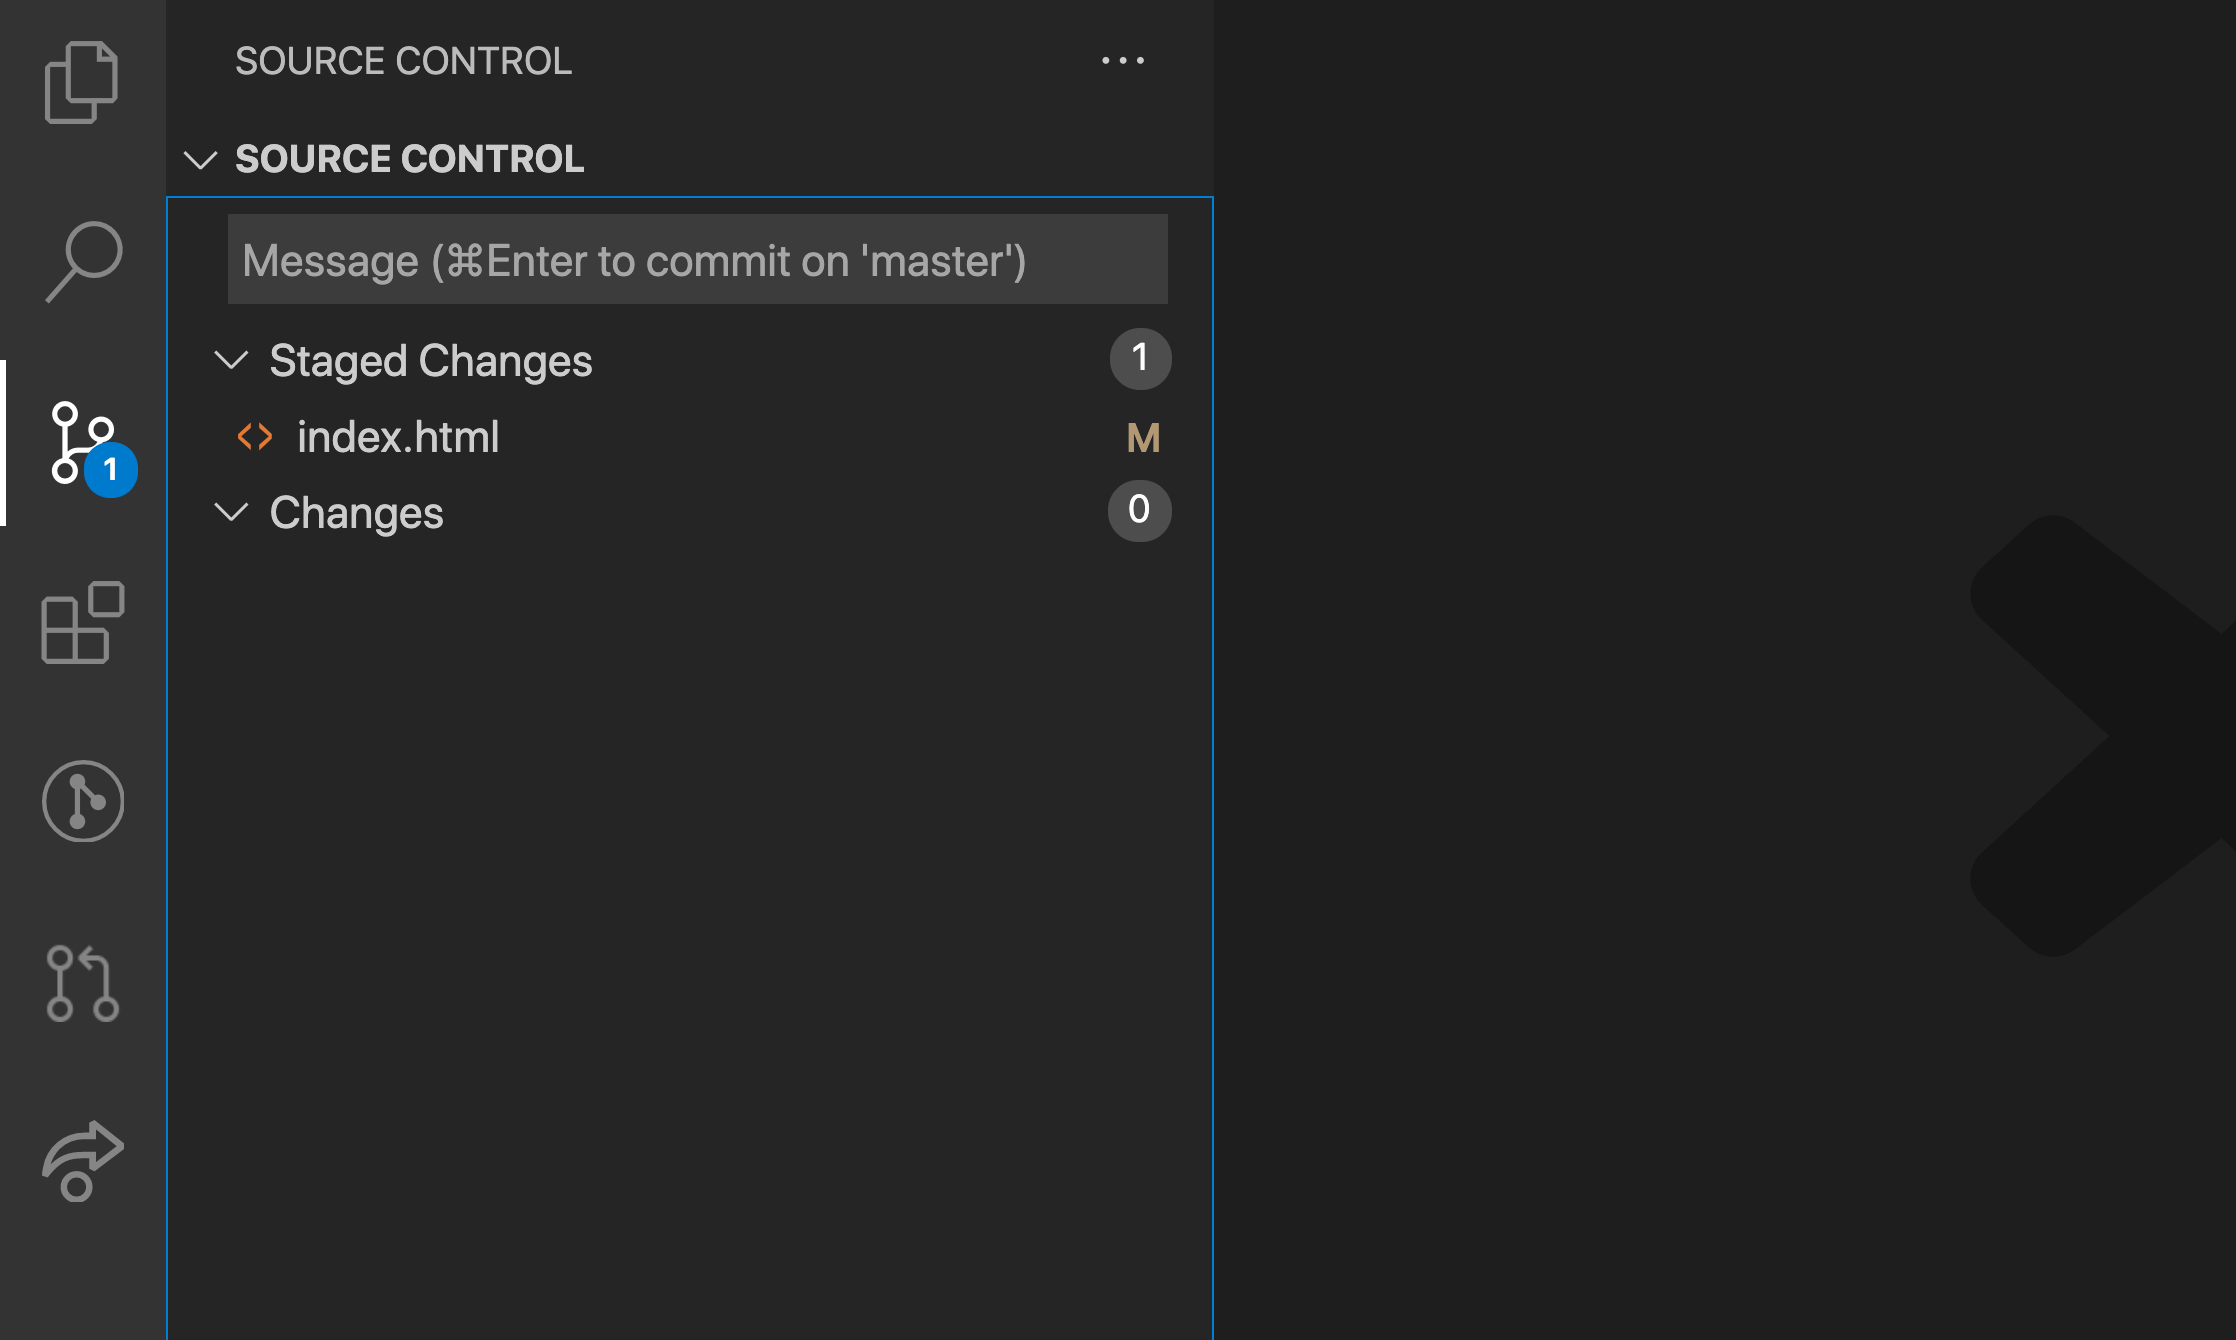 SOURCE CONTROL
SOURCE CONTROL
Message (⌘Enter to commit on 'master')
Staged Changes 1
index.html M
1
Changes 0